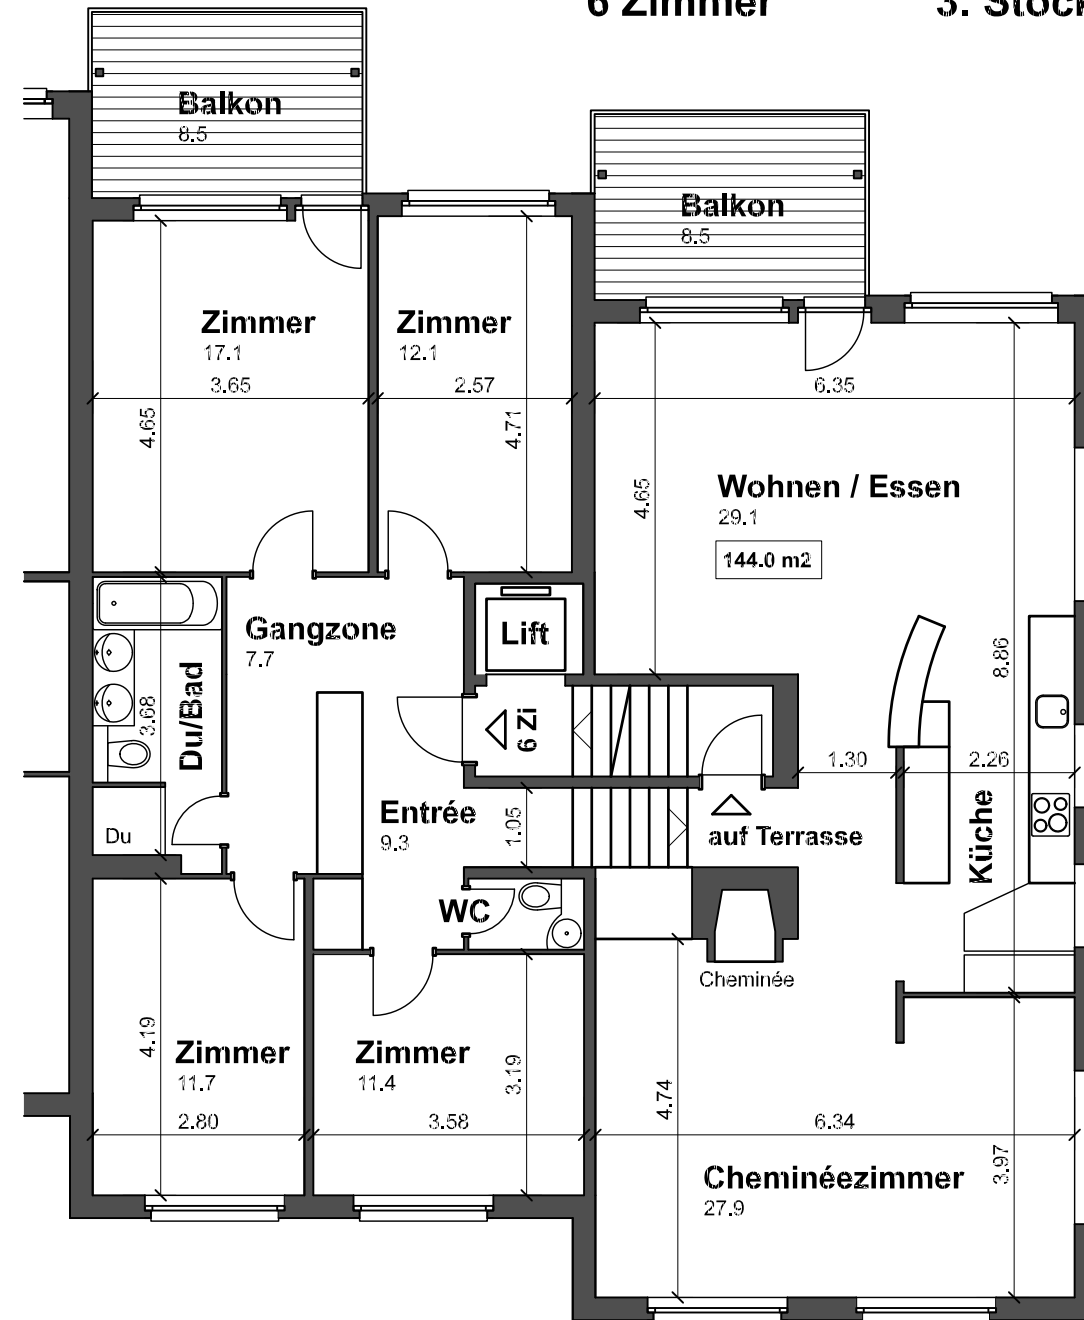 6 Zimmer
3. Stock
Balkon
8.5
Balkon
8.5
Zimmer
17.1
3.65
4.65
Zimmer
12.1
2.57
4.71
6.35
4.65
Wohnen / Essen
29.1
144.0 m2
8.86
Gangzone
7.7
Lift
6 Zi
3.68
Du/Bad
Du
Entrée
9.3
1.05
auf Terrasse
1.30
2.26
Küche
WC
Cheminée
4.19
Zimmer
11.7
2.80
Zimmer
11.4
3.58
3.19
4.74
6.34
3.97
Cheminéezimmer
27.9